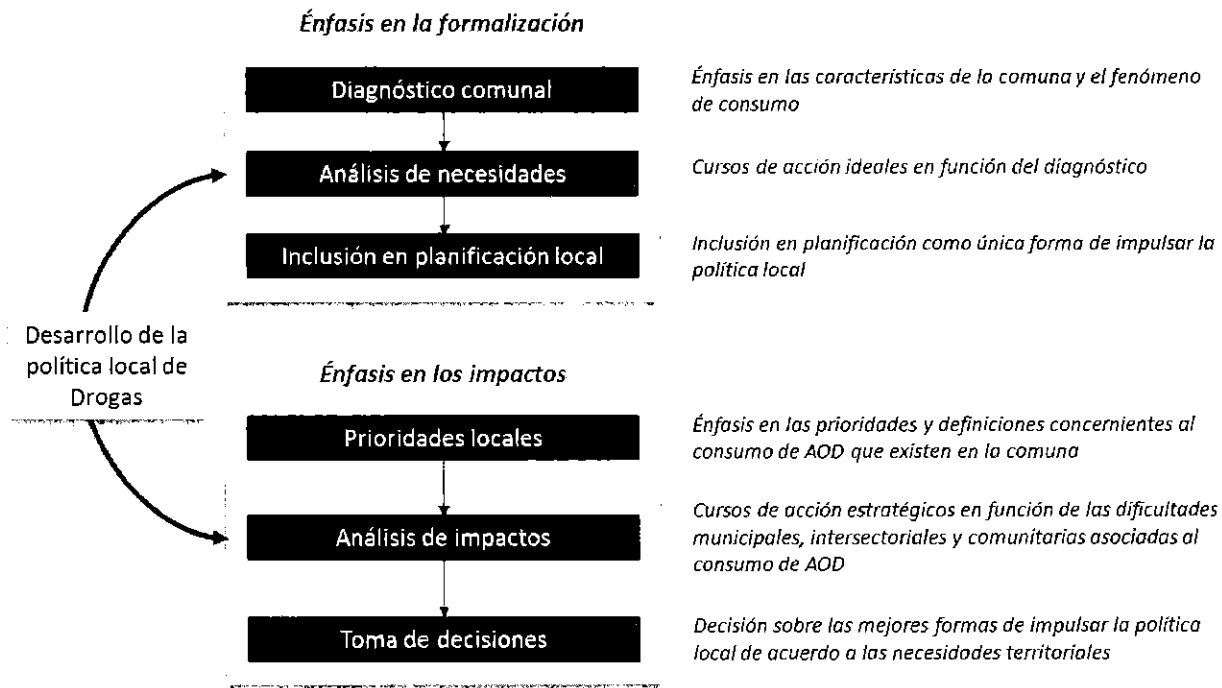 Énfasis en la formalización
Diagnóstico comunal
Énfasis en las características de la comuna y el fenómeno
de consumo
Análisis de necesidades
Cursos de acción ideales en función del diagnóstico
Inclusión en planificación local
Inclusión en planificación como única forma de impulsar la
política local
Desarrollo de la
política local de
Drogas
Énfasis en los impactos
Prioridades locales
Énfasis en las prioridades y definiciones concernientes al
consumo de AOD que existen en la comuna
Análisis de impactos
Cursos de acción estratégicos en función de las dificultades
municipales, intersectoriales y comunitarias asociadas al
consumo de AOD
Toma de decisiones
Decisión sobre las mejores formas de impulsar la política
local de acuerdo a las necesidades territoriales